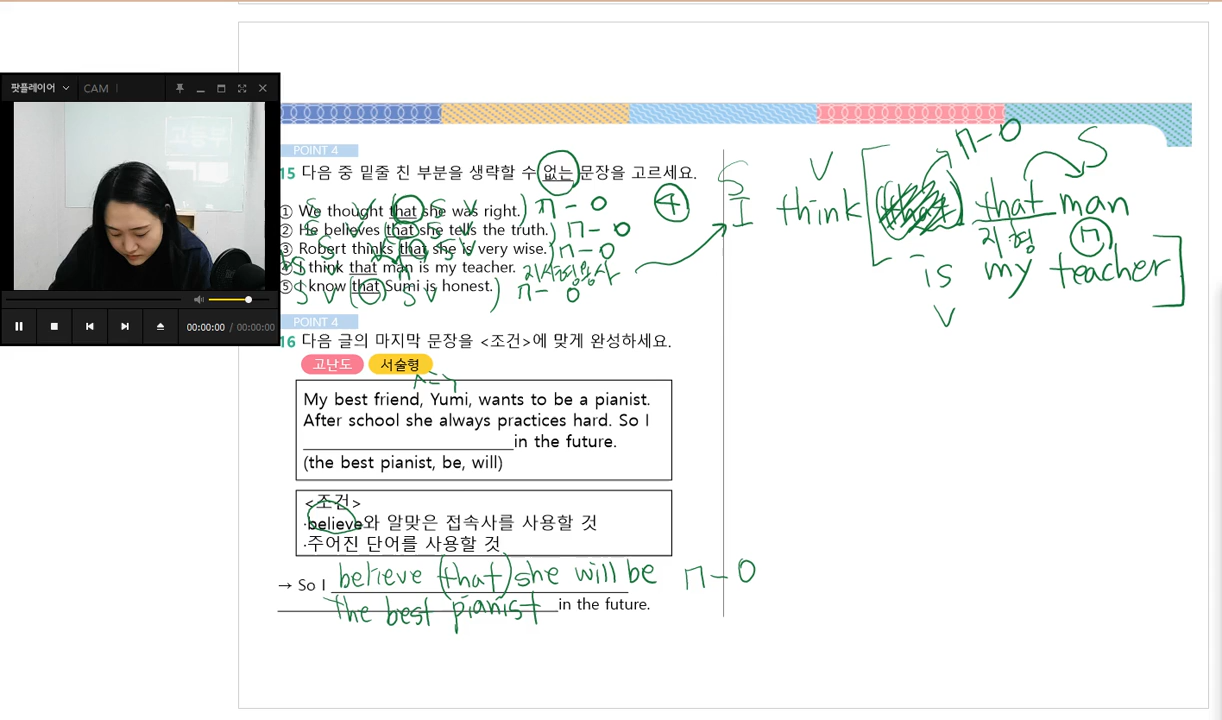 팟플레이어 CAM
00:00:00 / 00:00:00
POINT 4
15 다음 중 밑줄 친 부분을 생략할 수 없는 문장을 고르세요.
S V S V
① We thought that she was right.) n-o ④
② He believes (that she tells the truth.) n-o
③ Robert thinks that she is very wise.) n-o
④ I think that man is my teacher. 지시형용사
⑤ I know (that Sumi is honest.
S V S V ) n-o
POINT 4
16 다음 글의 마지막 문장을 <조건>에 맞게 완성하세요.
고난도 서술형
My best friend, Yumi, wants to be a pianist.
After school she always practices hard. So I
in the future.
(the best pianist, be, will)
<조건>
·believe와 알맞은 접속사를 사용할 것
·주어진 단어를 사용할 것
→ So I believe (that) she will be n-o
the best pianist in the future.
n-o S
S V
I think [(that) that man
지형 n
is my teacher]
V